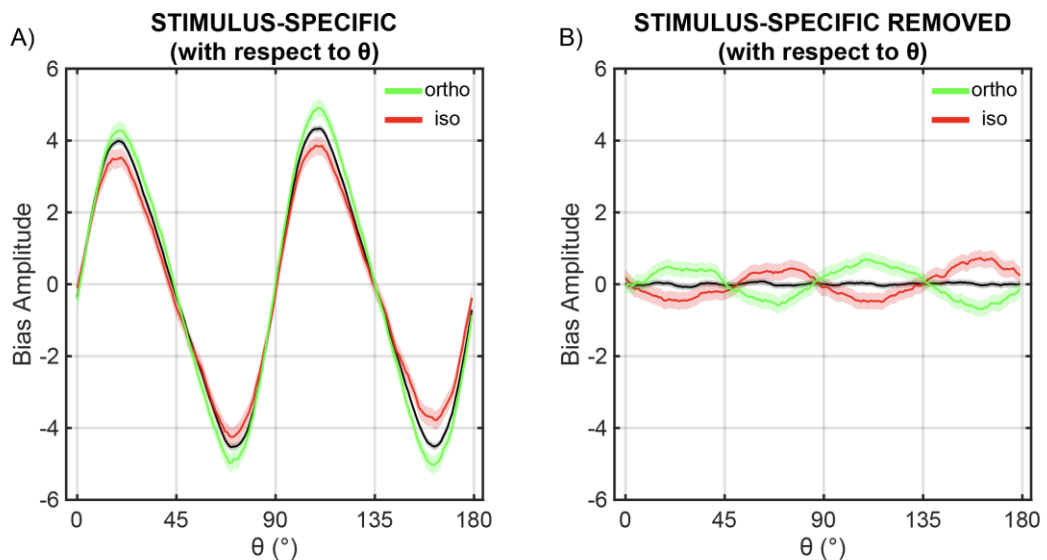 A)
STIMULUS-SPECIFIC
(with respect to θ)
6
4
2
0
-2
-4
-6
Bias Amplitude
ortho
iso
0
45
90
135
180
θ (°)
B)
STIMULUS-SPECIFIC REMOVED
(with respect to θ)
6
4
2
0
-2
-4
-6
Bias Amplitude
ortho
iso
0
45
90
135
180
θ (°)